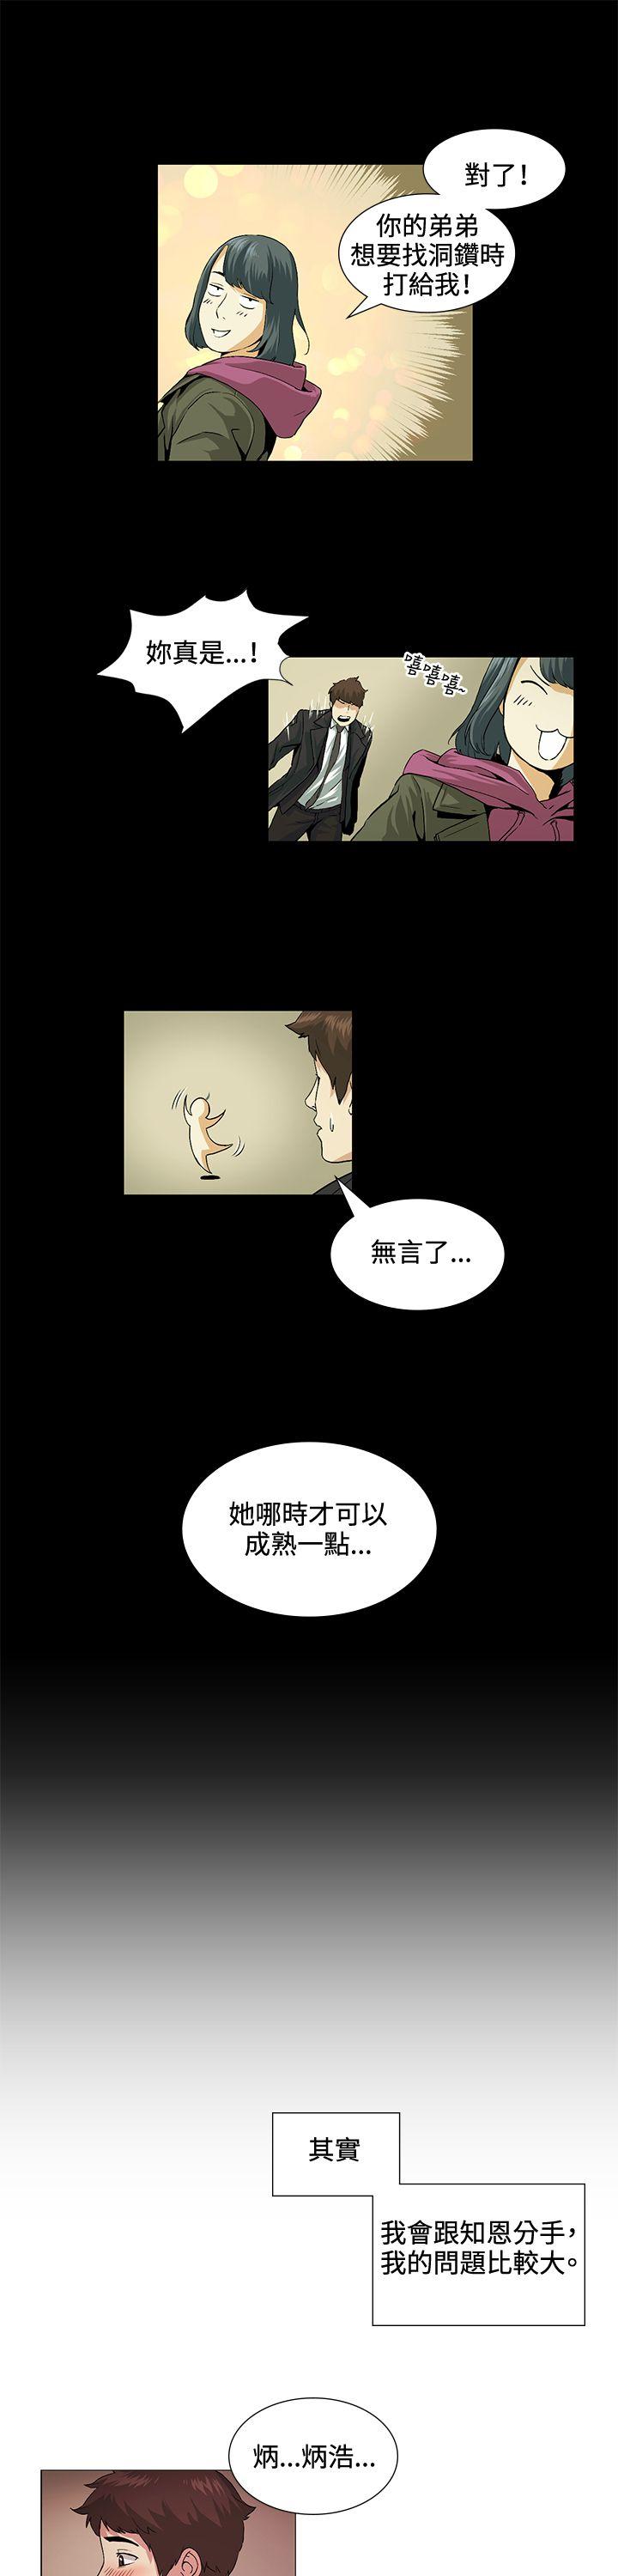 對了!
你的弟弟
想要找洞鑽時
打給我!
妳真是...!
嘻嘻嘻~
無言了...
她哪時才可以
成熟一點...
其實
我會跟知恩分手,
我的問題比較大。
炳...炳浩...